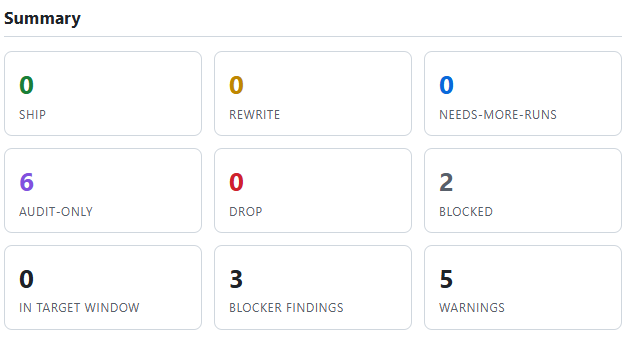 Summary
0
SHIP
0
REWRITE
0
NEEDS-MORE-RUNS
6
AUDIT-ONLY
0
DROP
2
BLOCKED
0
IN TARGET WINDOW
3
BLOCKER FINDINGS
5
WARNINGS